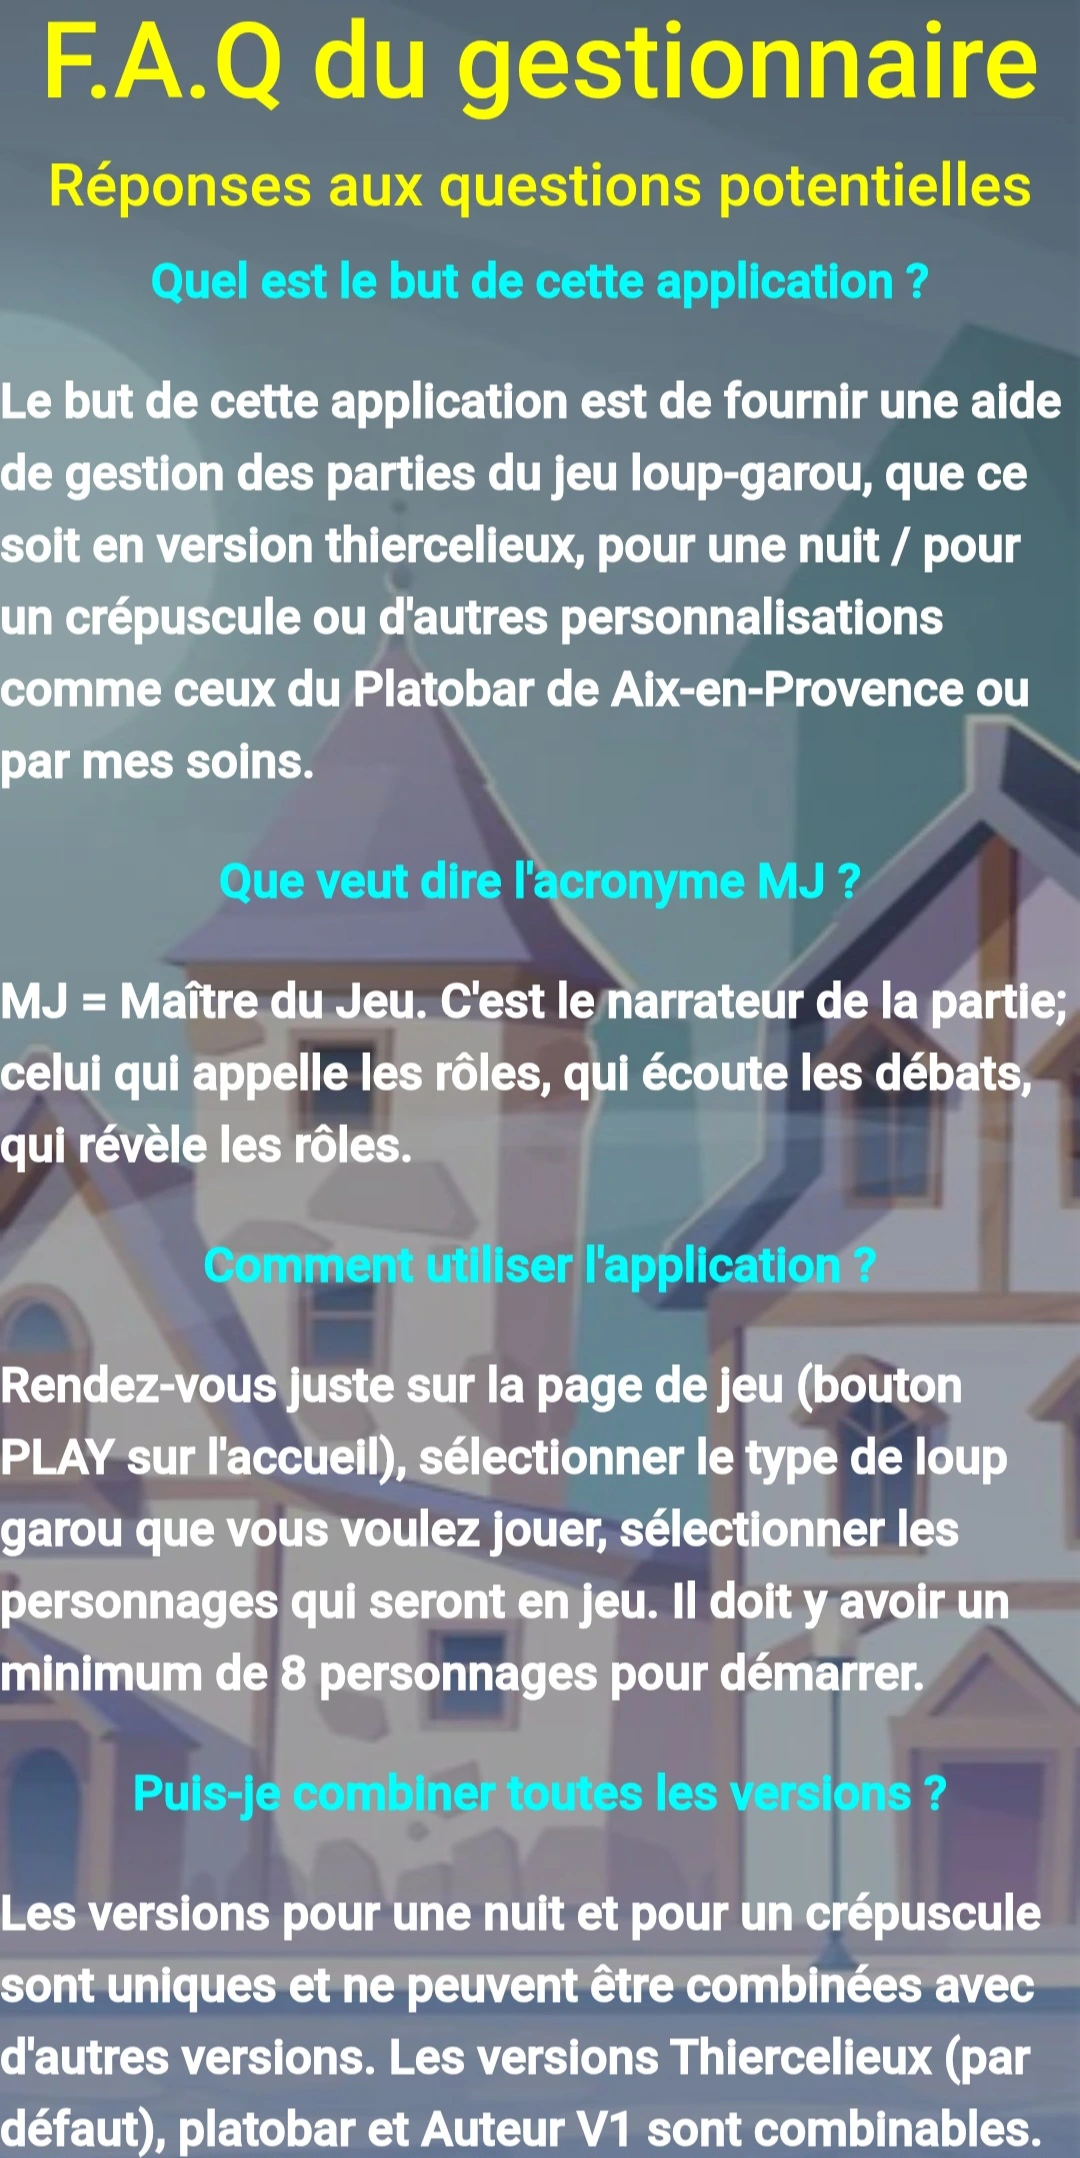 F.A.Q du gestionnaire
Réponses aux questions potentielles
Quel est le but de cette application ?
Le but de cette application est de fournir une aide
de gestion des parties du jeu loup-garou, que ce
soit en version thiercelieux, pour une nuit / pour
un crépuscule ou d'autres personnalisations
comme ceux du Platobar de Aix-en-Provence ou
par mes soins.
Que veut dire l'acronyme MJ ?
MJ = Maître du Jeu. C'est le narrateur de la partie;
celui qui appelle les rôles, qui écoute les débats,
qui révèle les rôles.
Comment utiliser l'application ?
Rendez-vous juste sur la page de jeu (bouton
PLAY sur l'accueil), sélectionner le type de loup
garou que vous voulez jouer, sélectionner les
personnages qui seront en jeu. Il doit y avoir un
minimum de 8 personnages pour démarrer.
Puis-je combiner toutes les versions ?
Les versions pour une nuit et pour un crépuscule
sont uniques et ne peuvent être combinées avec
d'autres versions. Les versions Thiercelieux (par
défaut), platobar et Auteur V1 sont combinables.